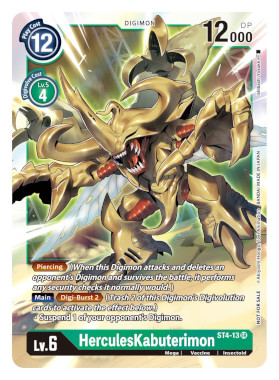 DIGIMON
Play Cost
12
12000
DP
Digivolve Cost
Lv.5
4
NOT FOR SALE
Piercing (When this Digimon attacks and deletes an
opponent's Digimon and survives the battle, it performs
any security checks it normally would.)
Main Digi-Burst 2 (Trash 2 of this Digimon's Digivolution
cards to activate the effect below.)
• Suspend 1 of your opponent's Digimon.
Lv.6
HerculesKabuterimon
ST4-13 SR
Mega | Vaccine | Insectoid